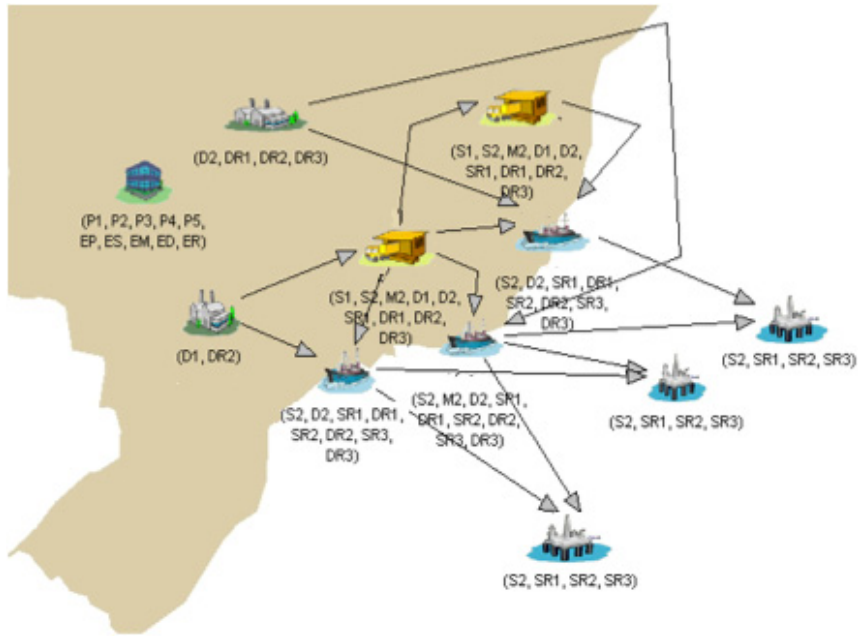 (D2, DR1, DR2, DR3)
(S1, S2, M2, D1, D2,
SR1, DR1, DR2,
DR3)
(P1, P2, P3, P4, P5,
EP, ES, EM, ED, ER)
(S1, S2, M2, D1, D2,
SR1, DR1, DR2,
DR3)
(S2, D2, SR1, DR1,
SR2, DR2, SR3,
DR3)
(D1, DR2)
(S2, SR1, SR2, SR3)
(S2, D2, SR1, DR1,
SR2, DR2, SR3,
DR3)
(S2, M2, D2, SR1,
DR1, SR2, DR2,
SR3, DR3)
(S2, SR1, SR2, SR3)
(S2, SR1, SR2, SR3)